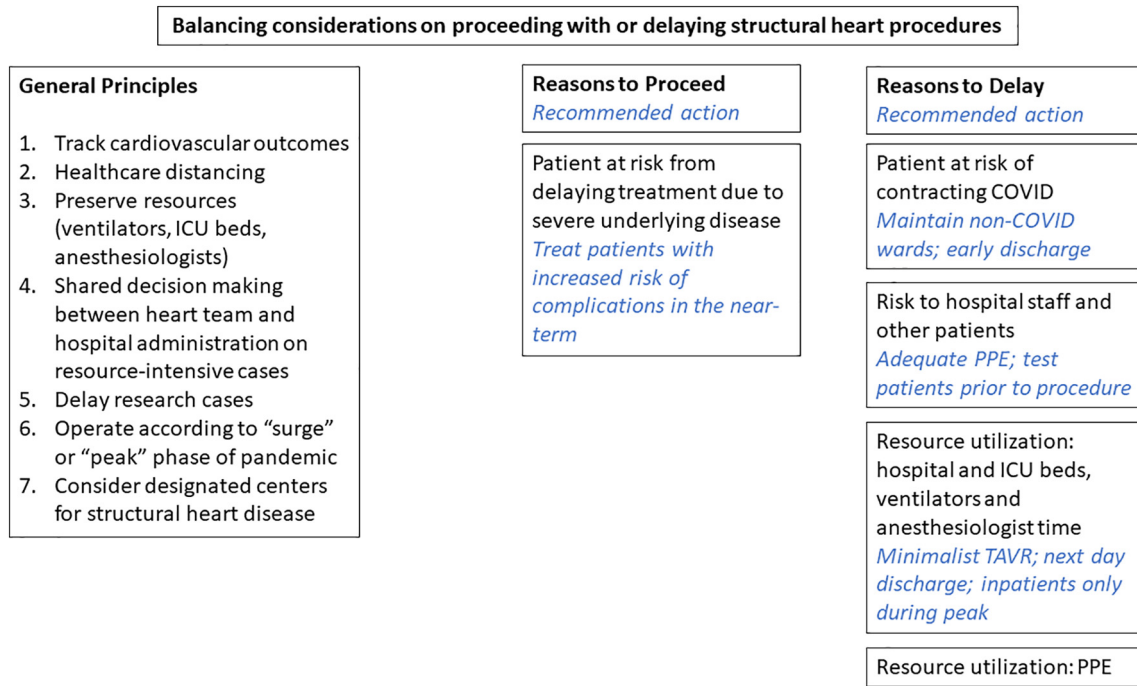 Balancing considerations on proceeding with or delaying structural heart procedures
General Principles
1. Track cardiovascular outcomes
2. Healthcare distancing
3. Preserve resources
(ventilators, ICU beds,
anesthesiologists)
4. Shared decision making
between heart team and
hospital administration on
resource-intensive cases
5. Delay research cases
6. Operate according to “surge”
or “peak” phase of pandemic
7. Consider designated centers
for structural heart disease
Reasons to Proceed
Recommended action
Patient at risk from
delaying treatment due to
severe underlying disease
Treat patients with
increased risk of
complications in the near-
term
Reasons to Delay
Recommended action
Patient at risk of
contracting COVID
Maintain non-COVID
wards; early discharge
Risk to hospital staff and
other patients
Adequate PPE; test
patients prior to procedure
Resource utilization:
hospital and ICU beds,
ventilators and
anesthesiologist time
Minimalist TAVR; next day
discharge; inpatients only
during peak
Resource utilization: PPE